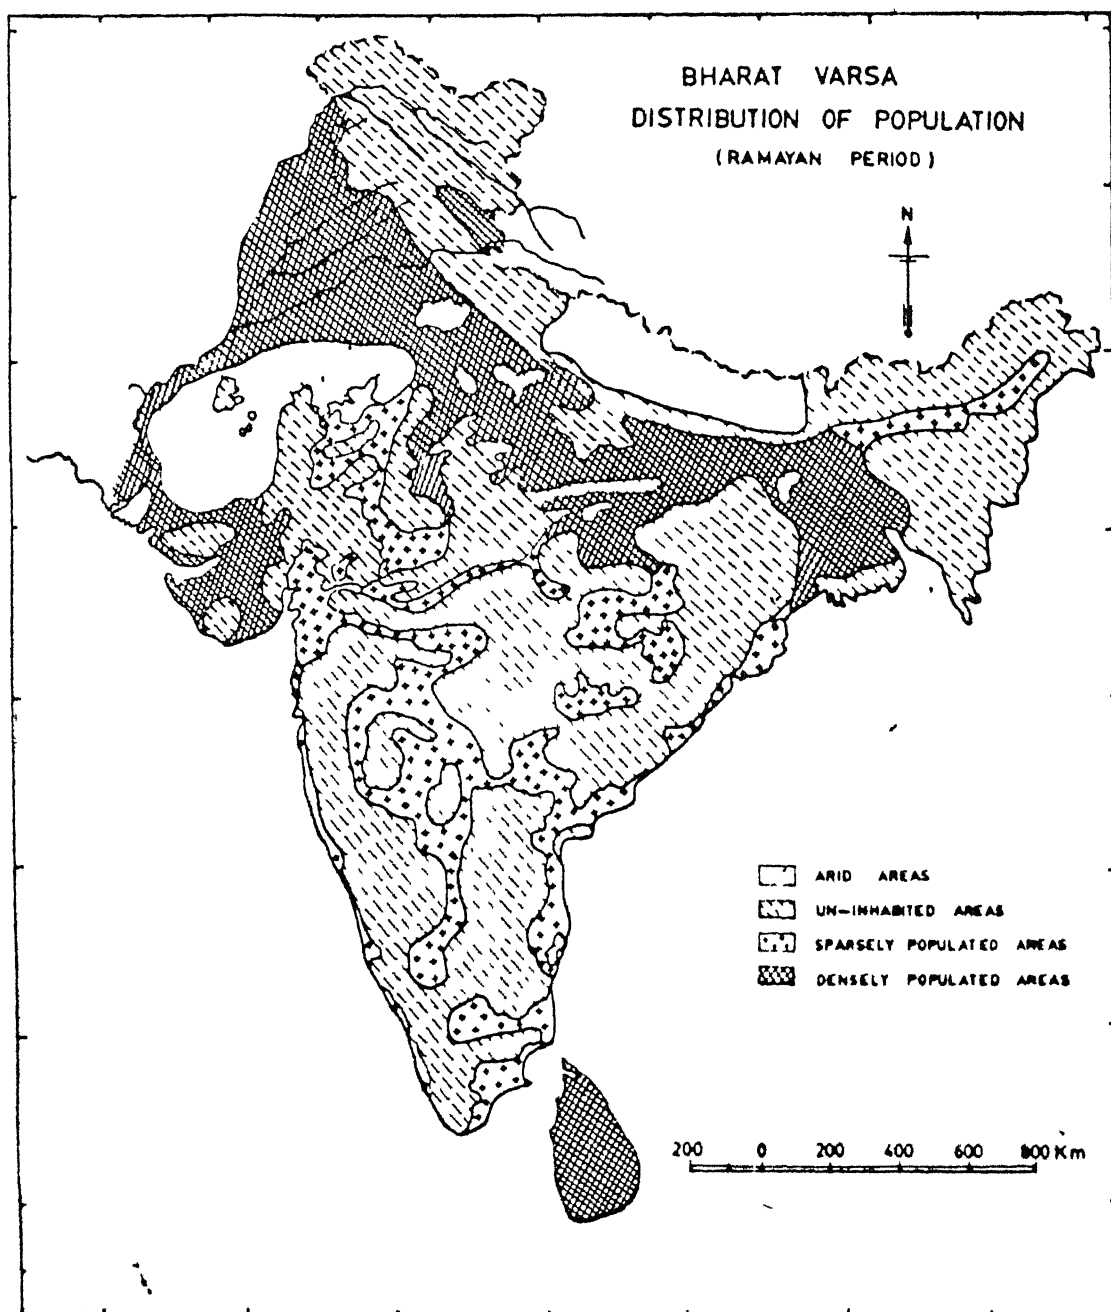 BHARAT VARSA
DISTRIBUTION OF POPULATION
(RAMAYAN PERIOD)
N
ARID AREAS
UN-INHABITED AREAS
SPARSELY POPULATED AREAS
DENSELY POPULATED AREAS
200 0 200 400 600 800 Km